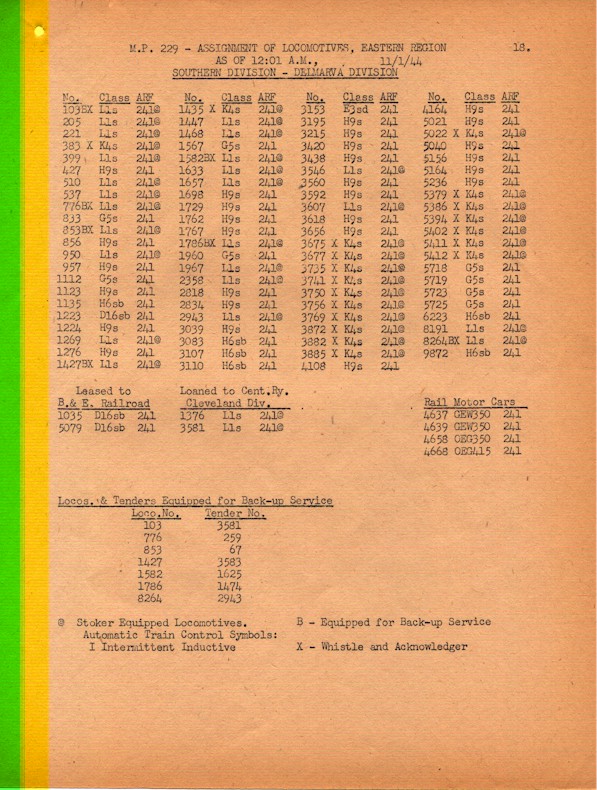 M.P. 229 - ASSIGNMENT OF LOCOMOTIVES, EASTERN REGION 18.
AS OF 12:01 A.M., 11/1/44
SOUTHERN DIVISION - DELMARVA DIVISION
No. Class ARF No. Class ARF No. Class ARF No. Class ARF
103BX L1s 241@ 1435 X K4s 241@ 3153 E3sd 241 4164 H9s 241
205 L1s 241@ 1447 L1s 241@ 3195 H9s 241 5021 H9s 241
221 L1s 241@ 1468 L1s 241@ 3215 H9s 241 5022 X K4s 241@
383 X K4s 241@ 1567 G5s 241 3420 H9s 241 5040 H9s 241
399 L1s 241@ 1582BX L1s 241@ 3438 H9s 241 5156 H9s 241
427 H9s 241 1633 L1s 241@ 3546 L1s 241@ 5164 H9s 241
510 L1s 241@ 1657 L1s 241@ 3560 H9s 241 5236 H9s 241
537 L1s 241@ 1698 H9s 241 3592 H9s 241 5379 X K4s 241@
776BX L1s 241@ 1729 H9s 241 3607 L1s 241@ 5386 X K4s 241@
833 G5s 241 1762 H9s 241 3618 H9s 241 5394 X K4s 241@
853BX L1s 241@ 1767 H9s 241 3656 H9s 241 5402 X K4s 241@
856 H9s 241 1786BX L1s 241@ 3675 X K4s 241@ 5411 X K4s 241@
950 L1s 241@ 1960 G5s 241 3677 X K4s 241@ 5412 X K4s 241@
957 H9s 241 1967 L1s 241@ 3735 X K4s 241@ 5718 G5s 241
1112 G5s 241 2358 L1s 241@ 3741 X K4s 241@ 5719 G5s 241
1123 H9s 241 2818 H9s 241 3750 X K4s 241@ 5723 G5s 241
1135 H6sb 241 2834 H9s 241 3756 X K4s 241@ 5725 G5s 241
1223 D16sb 241 2943 L1s 241@ 3769 X K4s 241@ 6223 H6sb 241
1224 H9s 241 3039 H9s 241 3872 X K4s 241@ 8191 L1s 241@
1269 L1s 241@ 3083 H6sb 241 3882 X K4s 241@ 8264BX L1s 241@
1276 H9s 241 3107 H6sb 241 3885 X K4s 241@ 9872 H6sb 241
1427BX L1s 241@ 3110 H6sb 241 4108 H9s 241
Leased to Loaned to Cent.Ry.
B.& E. Railroad Cleveland Div. Rail Motor Cars
1035 D16sb 241 1376 L1s 241@ 4637 GEW350 241
5079 D16sb 241 3581 L1s 241@ 4639 GEW350 241
4658 OEG350 241
4668 OEG415 241
Locos. & Tenders Equipped for Back-up Service
Loco.No. Tender No.
103 3581
776 259
853 67
1427 3583
1582 1625
1786 1474
8264 2943
@ Stoker Equipped Locomotives. B - Equipped for Back-up Service
Automatic Train Control Symbols:
I Intermittent Inductive X - Whistle and Acknowledger